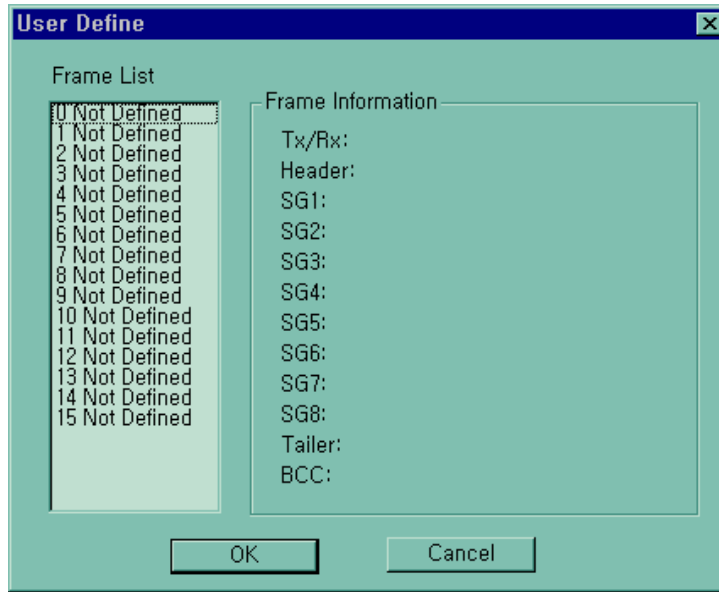 User Define
Frame List
0 Not Defined
1 Not Defined
2 Not Defined
3 Not Defined
4 Not Defined
5 Not Defined
6 Not Defined
7 Not Defined
8 Not Defined
9 Not Defined
10 Not Defined
11 Not Defined
12 Not Defined
13 Not Defined
14 Not Defined
15 Not Defined
Frame Information
Tx/Rx:
Header:
SG1:
SG2:
SG3:
SG4:
SG5:
SG6:
SG7:
SG8:
Tailer:
BCC:
OK
Cancel